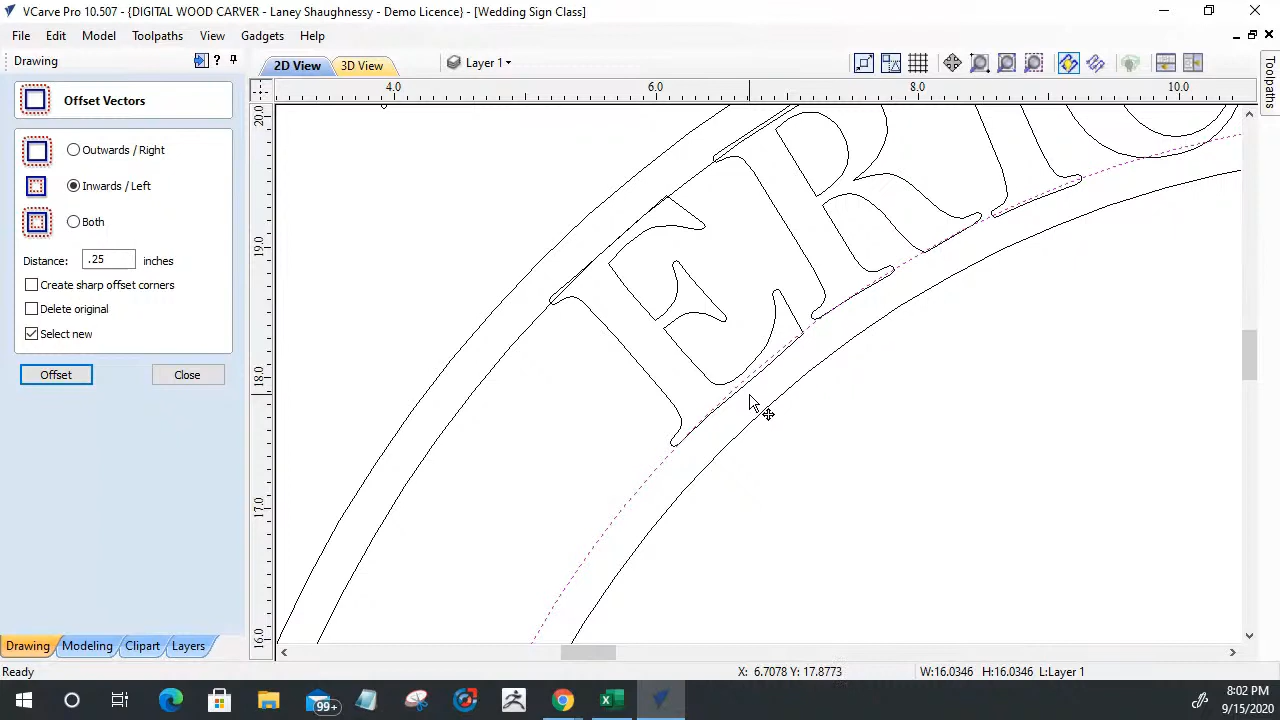 VCarve Pro 10.507 - {DIGITAL WOOD CARVER - Laney Shaughnessy - Demo Licence} - [Wedding Sign Class]
File Edit Model Toolpaths View Gadgets Help
Drawing ?
2D View 3D View Layer 1
4.0 6.0 8.0 10.0
Offset Vectors
Outwards / Right
Inwards / Left
Both
Distance: .25 inches
Create sharp offset corners
Delete original
Select new
Offset Close
20.0
19.0
18.0
17.0
16.0
ERIC
Toolpaths
Drawing Modeling Clipart Layers
Ready X: 6.7078 Y: 17.8773 W:16.0346 H:16.0346 L:Layer 1
99+
8:02 PM
9/15/2020